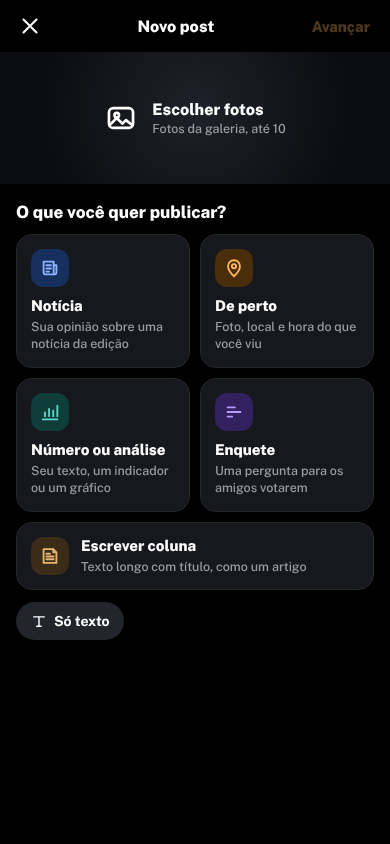 Novo post
Avançar
Escolher fotos
Fotos da galeria, até 10
O que você quer publicar?
Notícia
Sua opinião sobre uma
notícia da edição
De perto
Foto, local e hora do que
você viu
Número ou análise
Seu texto, um indicador
ou um gráfico
Enquete
Uma pergunta para os
amigos votarem
Escrever coluna
Texto longo com título, como um artigo
Só texto